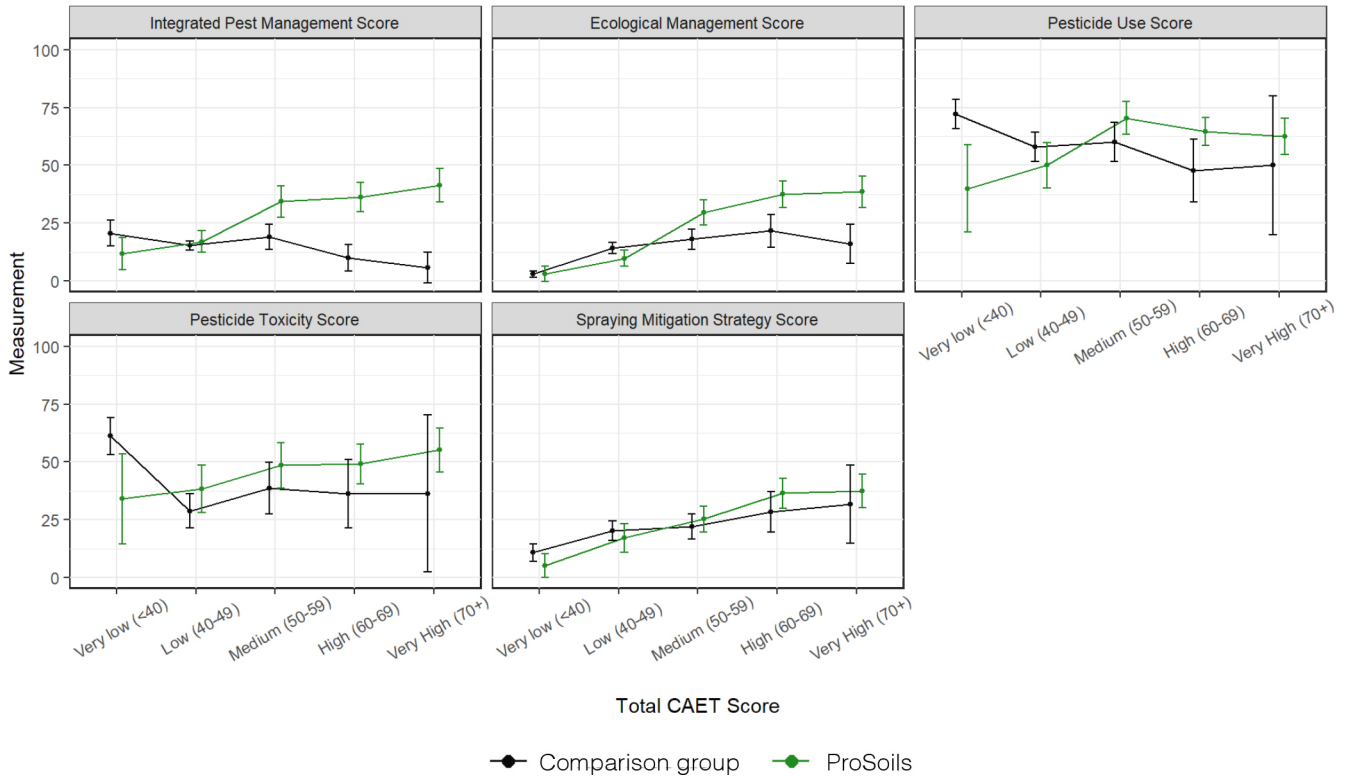 Integrated Pest Management Score
Ecological Management Score
Pesticide Use Score
100
75
50
25
0
Measurement
Very low (<40)
Low (40-49)
Medium (50-59)
High (60-69)
Very High (70+)
Pesticide Toxicity Score
Spraying Mitigation Strategy Score
100
75
50
25
0
Very low (<40)
Low (40-49)
Medium (50-59)
High (60-69)
Very High (70+)
Very low (<40)
Low (40-49)
Medium (50-59)
High (60-69)
Very High (70+)
Total CAET Score
Comparison group
ProSoils